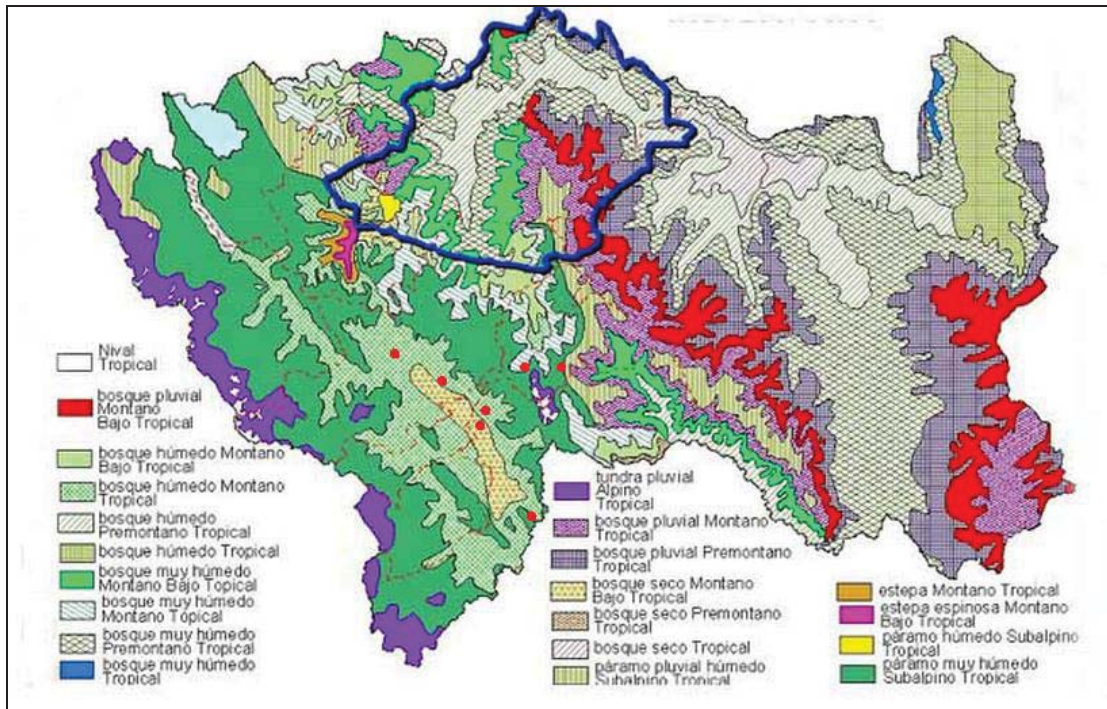 Nival
Tropical
bosque pluvial
Montano
Bajo Tropical
bosque húmedo Montano
Bajo Tropical
bosque húmedo Montano
Tropical
bosque húmedo
Premontano Tropical
bosque húmedo Tropical
bosque muy húmedo
Montano Bajo Topical
bosque muy húmedo
Montano Topical
bosque muy húmedo
Premontano Tropical
bosque muy húmedo
Tropical
tundra pluvial
Alpino
Tropical
bosque pluvial Montano
Tropical
bosque pluvial Premontano
Tropical
bosque seco Montano
Bajo Tropical
bosque seco Premontano
Tropical
bosque seco Tropical
páramo pluvial húmedo
Subalpino Tropical
estepa Montano Tropical
estepa espinosa Montano
Bajo Tropical
páramo húmedo Subalpino
Tropical
páramo muy húmedo
Subalpino Tropical